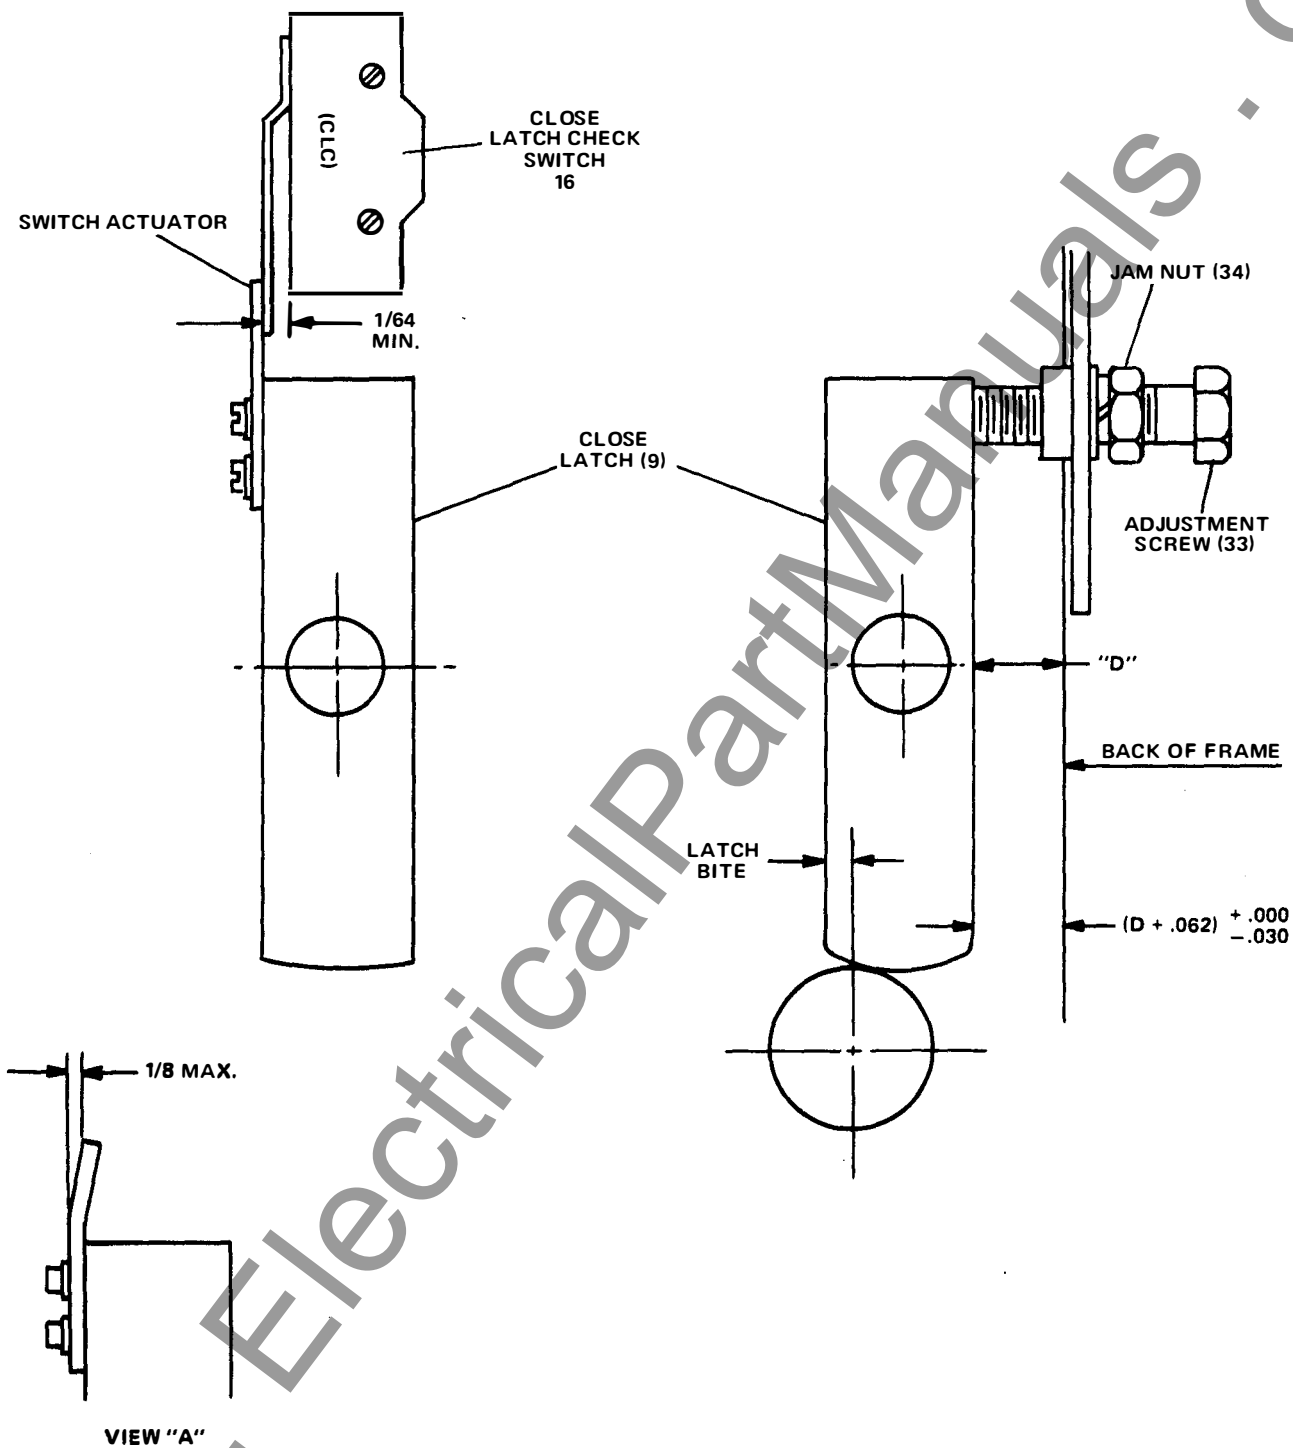 (CLC)
CLOSE
LATCH CHECK
SWITCH
16
SWITCH ACTUATOR
1/64
MIN.
JAM NUT (34)
CLOSE
LATCH (9)
ADJUSTMENT
SCREW (33)
"D"
BACK OF FRAME
LATCH
BITE
(D + .062) + .000
− .030
1/8 MAX.
VIEW "A"
ElectricalPartManuals . c